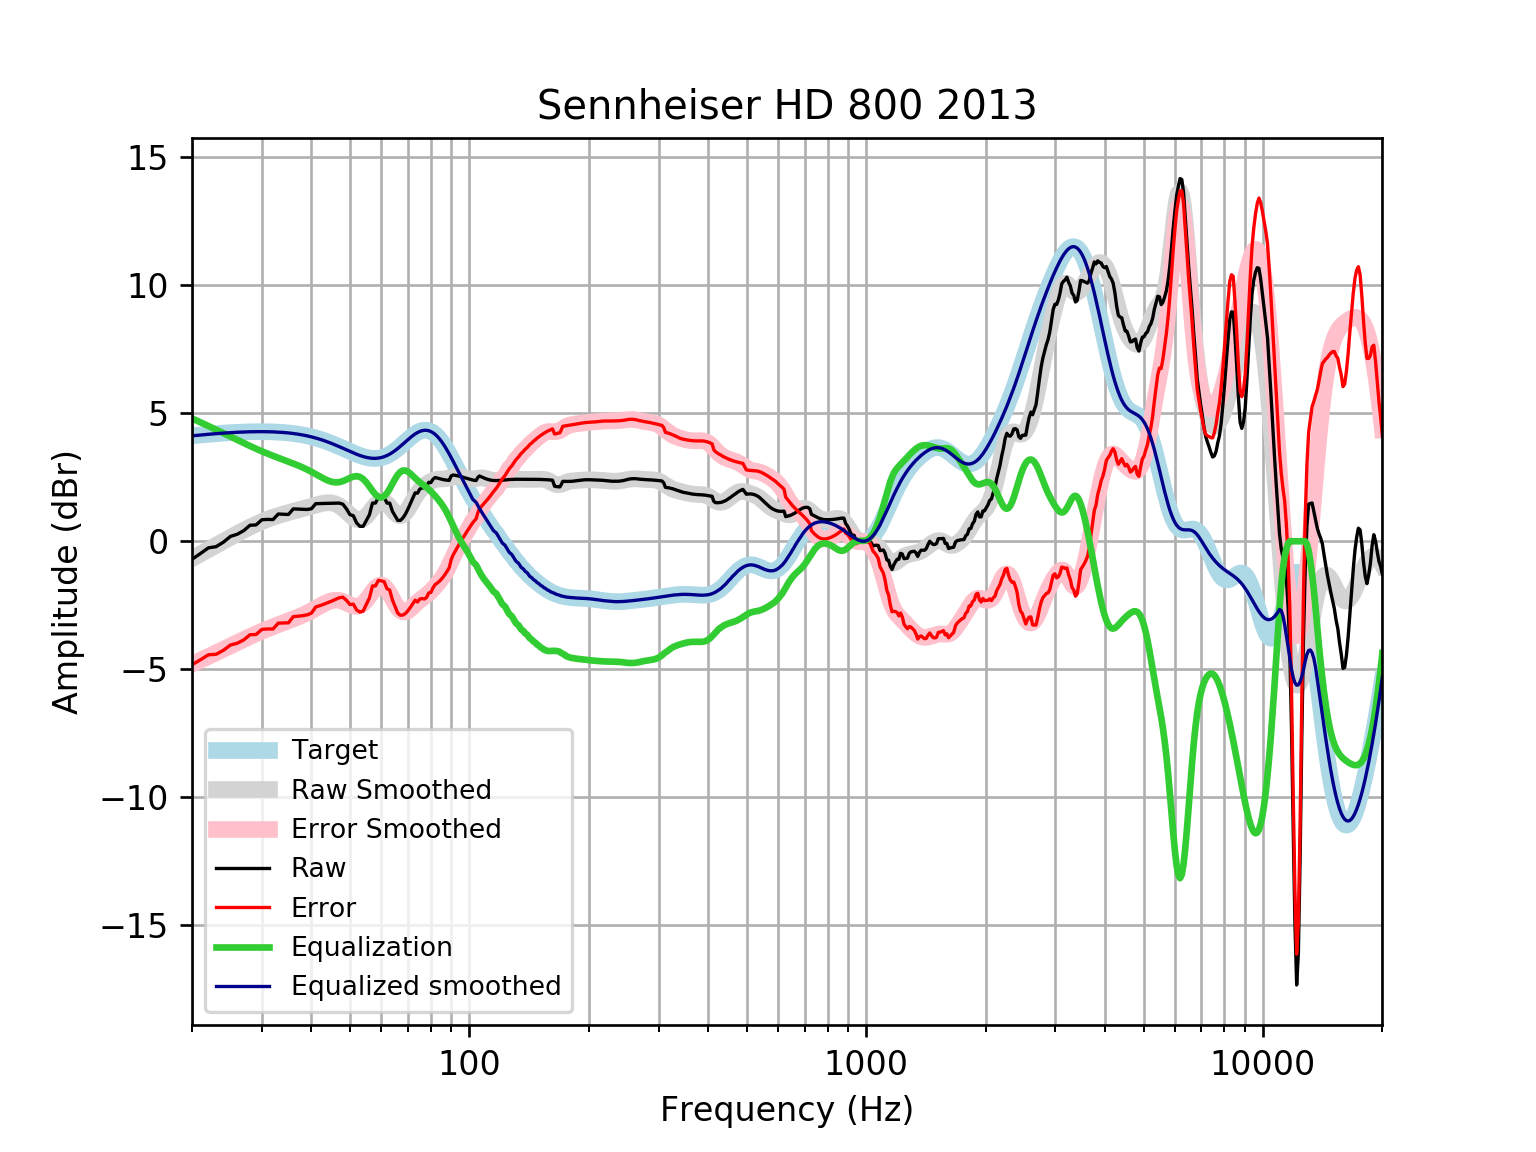 Sennheiser HD 800 2013
15
10
5
0
−5
−10
−15
Amplitude (dBr)
Target
Raw Smoothed
Error Smoothed
Raw
Error
Equalization
Equalized smoothed
100
1000
10000
Frequency (Hz)